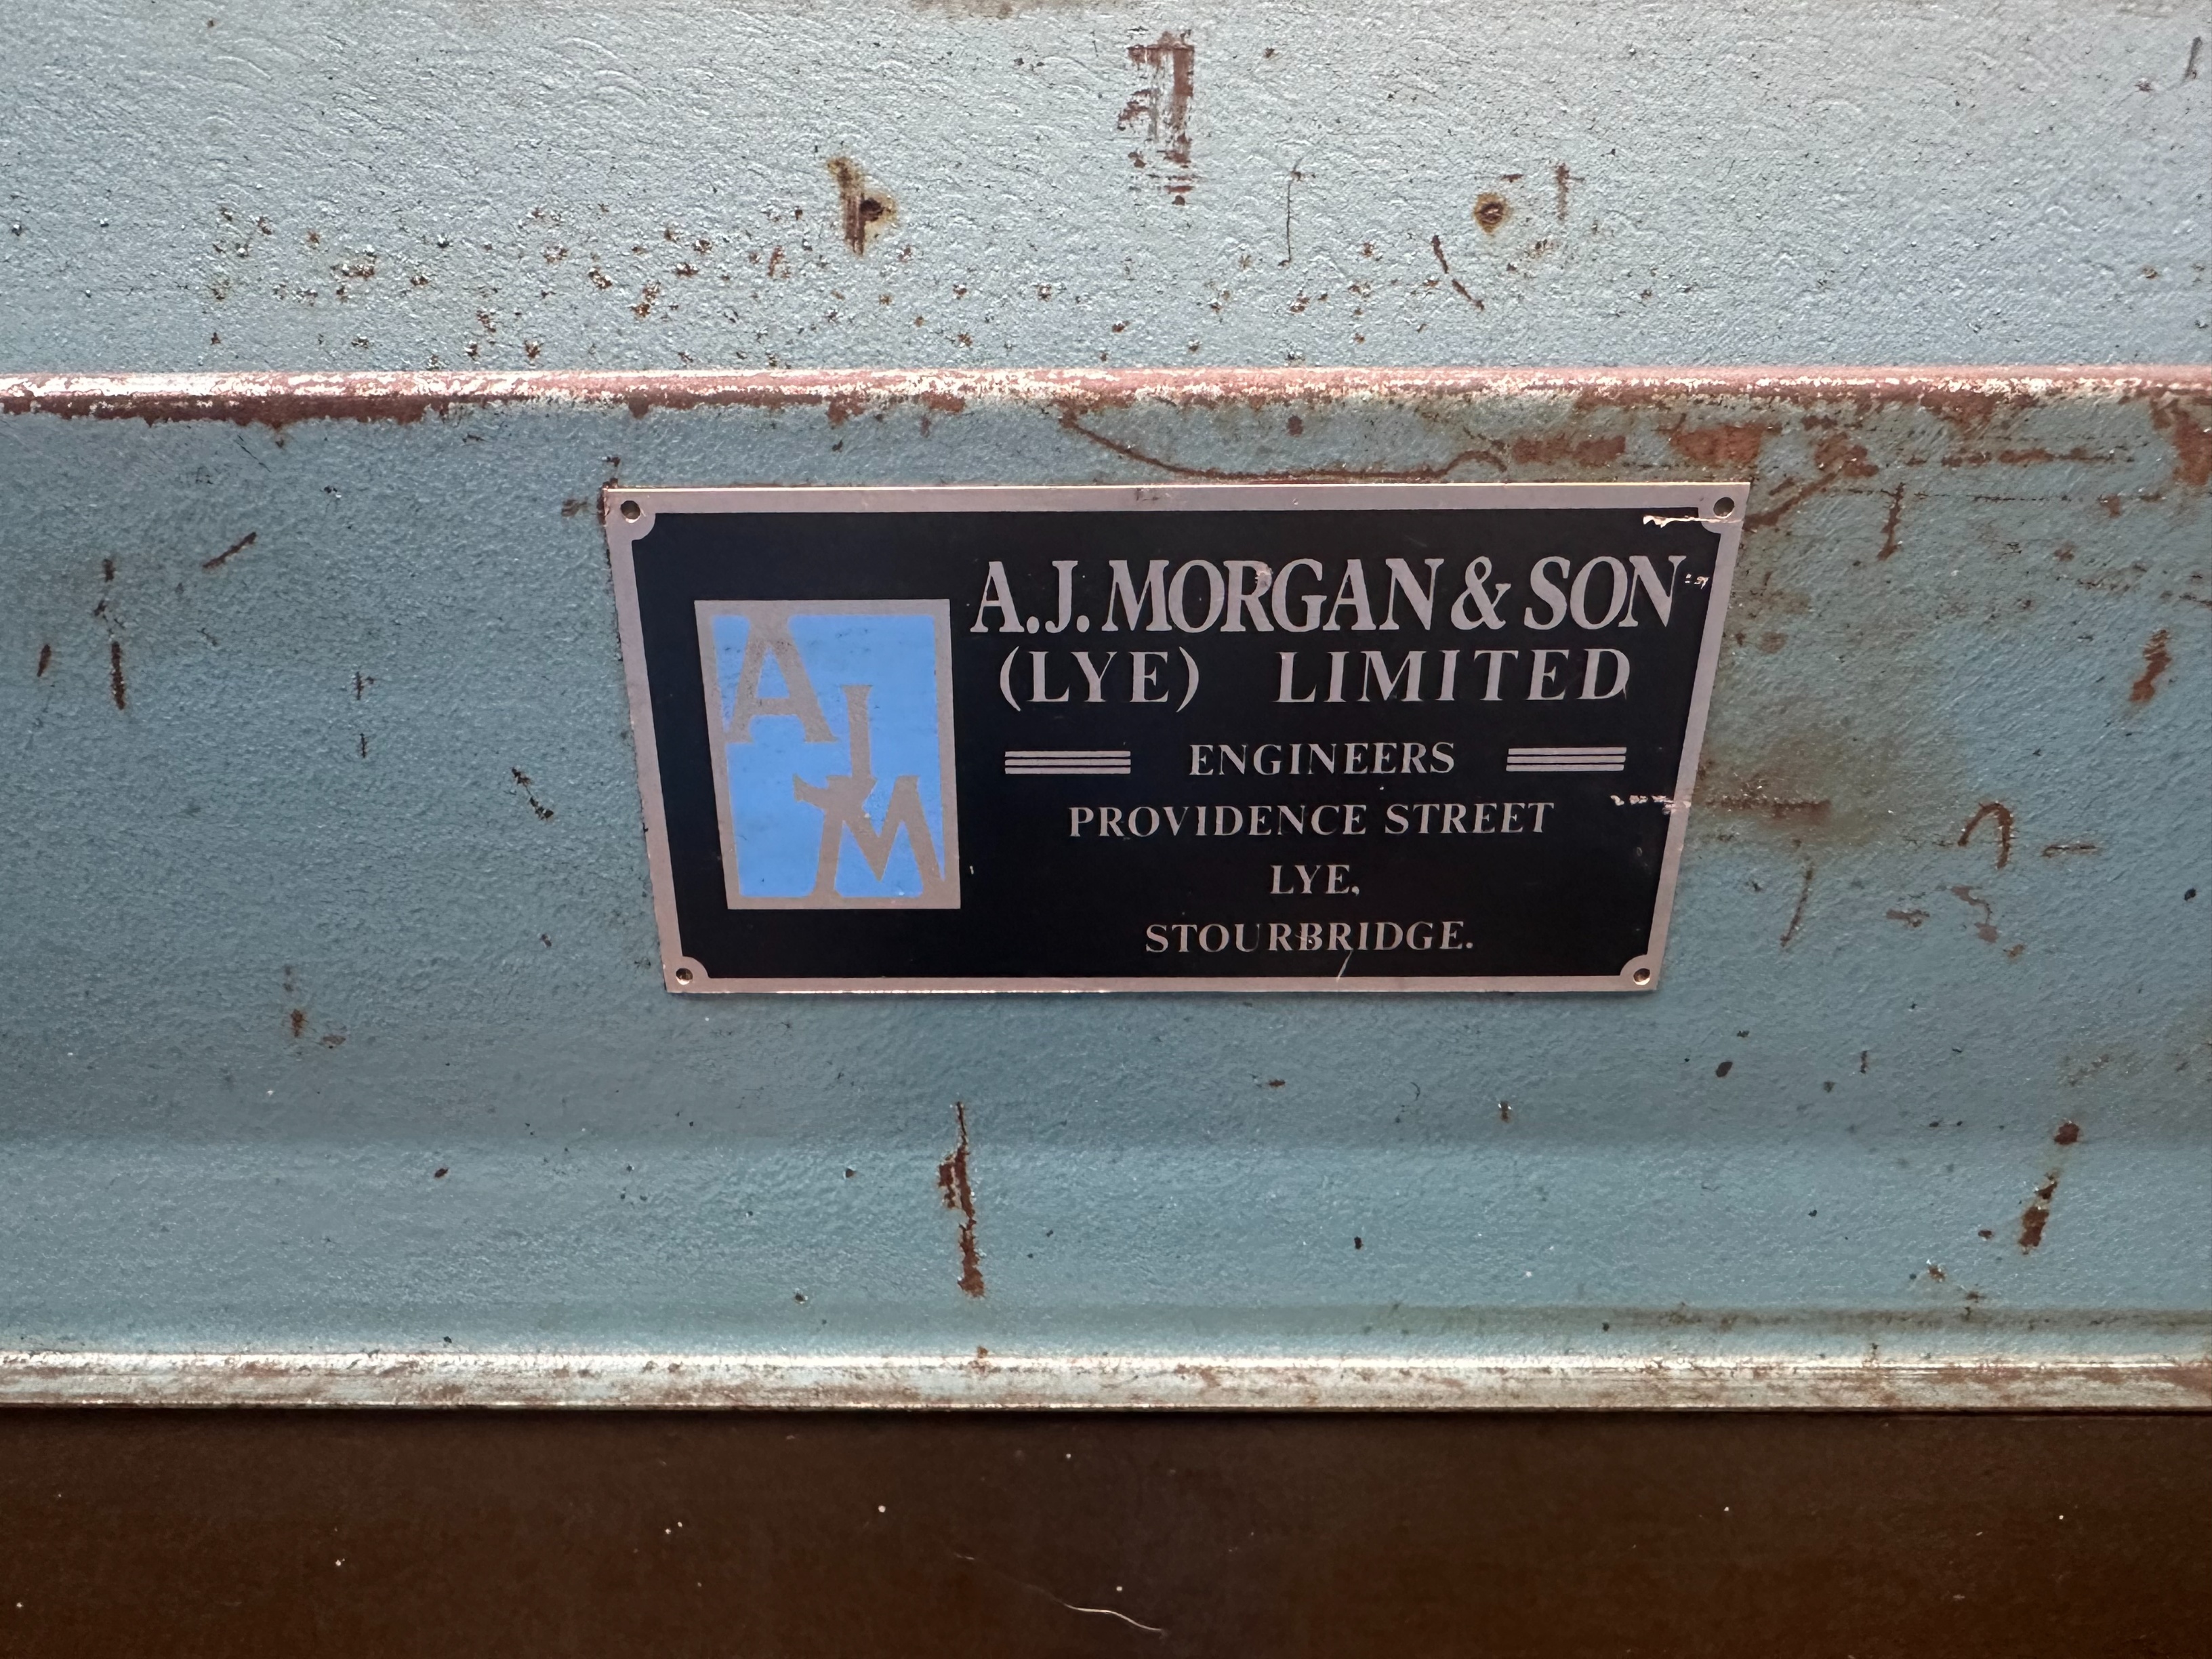 AJM
A.J. MORGAN & SON
(LYE) LIMITED
ENGINEERS
PROVIDENCE STREET
LYE,
STOURBRIDGE.